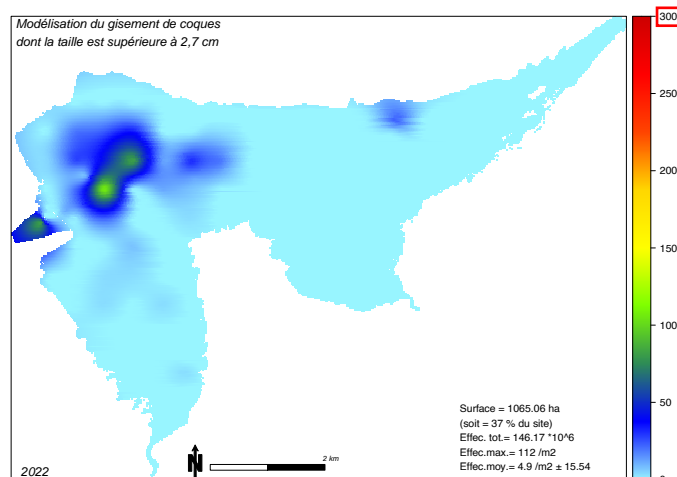 Modélisation du gisement de coques
dont la taille est supérieure à 2,7 cm
300
250
200
150
100
50
0
Surface = 1065.06 ha
(soit = 37 % du site)
Effec. tot.= 146.17 *10^6
Effec.max.= 112 /m2
Effec.moy.= 4.9 /m2 ± 15.54
N
2 km
2022